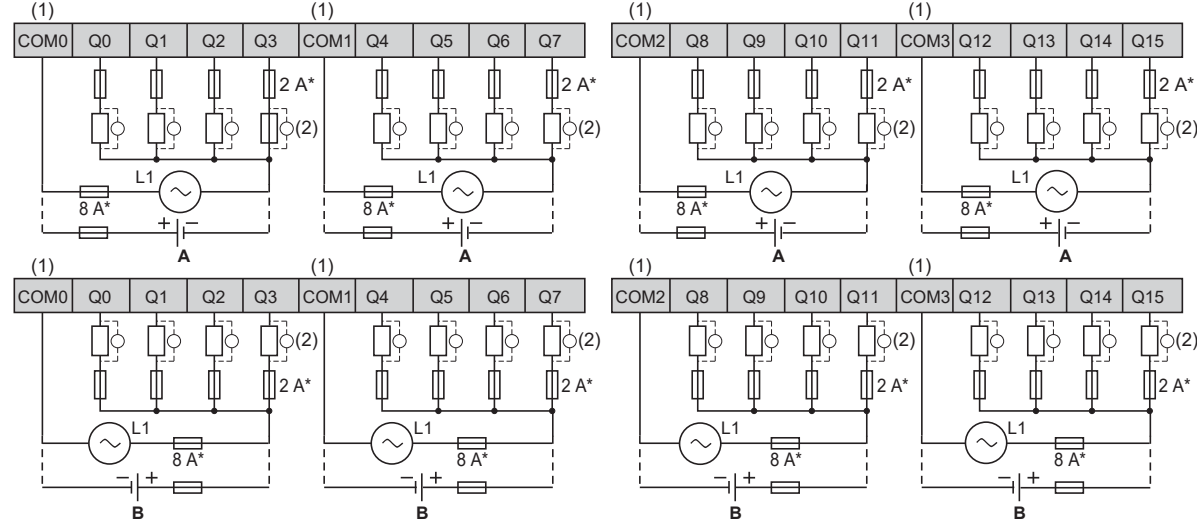 (1) (1) (1) (1)
COM0 Q0 Q1 Q2 Q3 COM1 Q4 Q5 Q6 Q7 COM2 Q8 Q9 Q10 Q11 COM3 Q12 Q13 Q14 Q15
2 A* 2 A* 2 A* 2 A*
(2) (2) (2) (2)
L1 L1 L1 L1
8 A* 8 A* 8 A* 8 A*
+ − + − + − + −
A A A A
(1) (1) (1) (1)
COM0 Q0 Q1 Q2 Q3 COM1 Q4 Q5 Q6 Q7 COM2 Q8 Q9 Q10 Q11 COM3 Q12 Q13 Q14 Q15
(2) (2) (2) (2)
2 A* 2 A* 2 A* 2 A*
L1 L1 L1 L1
8 A* 8 A* 8 A* 8 A*
− + − + − + − +
B B B B